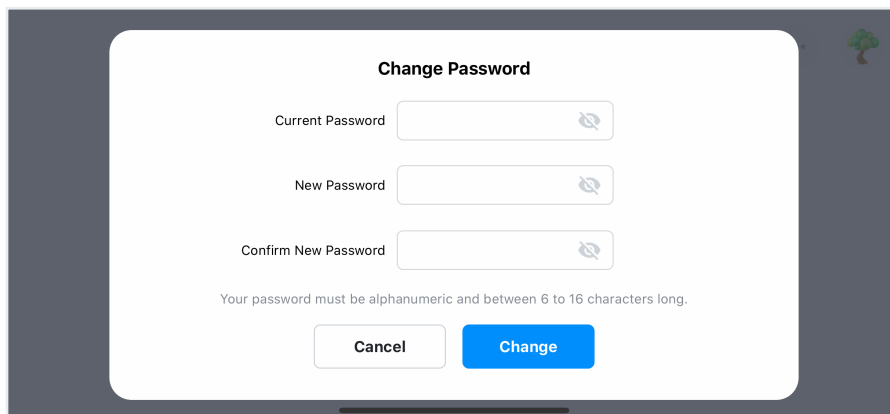 Change Password
Current Password
New Password
Confirm New Password
Your password must be alphanumeric and between 6 to 16 characters long.
Cancel
Change